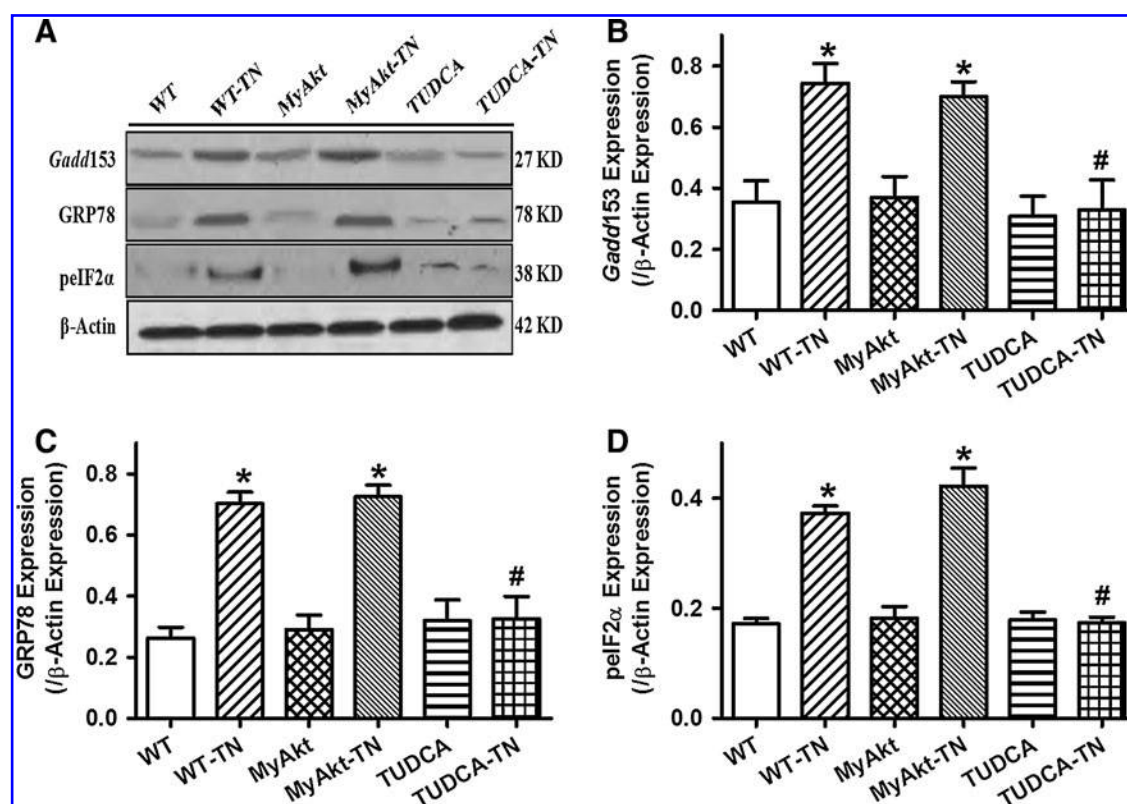 A
WT WT-TN MyAkt MyAkt-TN TUDCA TUDCA-TN
Gadd153 27 KD
GRP78 78 KD
peIF2α 38 KD
β-Actin 42 KD
B
Gadd153 Expression
(/β-Actin Expression)
0.8
0.6
0.4
0.2
0.0
* * #
WT WT-TN MyAkt MyAkt-TN TUDCA TUDCA-TN
C
GRP78 Expression
(/β-Actin Expression)
0.8
0.6
0.4
0.2
0.0
* * #
WT WT-TN MyAkt MyAkt-TN TUDCA TUDCA-TN
D
peIF2α Expression
(/β-Actin Expression)
0.4
0.2
0.0
* * #
WT WT-TN MyAkt MyAkt-TN TUDCA TUDCA-TN